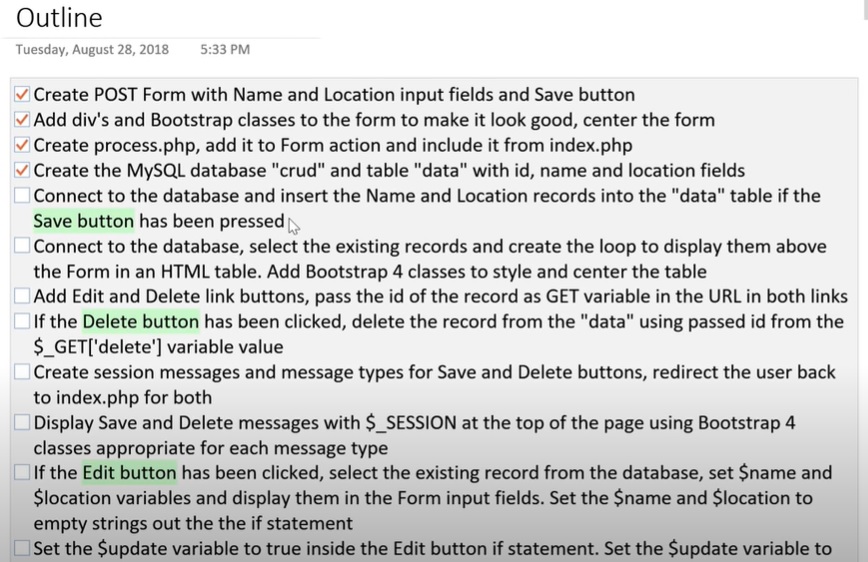 Outline
Tuesday, August 28, 2018 5:33 PM
Create POST Form with Name and Location input fields and Save button
Add div's and Bootstrap classes to the form to make it look good, center the form
Create process.php, add it to Form action and include it from index.php
Create the MySQL database "crud" and table "data" with id, name and location fields
Connect to the database and insert the Name and Location records into the "data" table if the
Save button has been pressed
Connect to the database, select the existing records and create the loop to display them above
the Form in an HTML table. Add Bootstrap 4 classes to style and center the table
Add Edit and Delete link buttons, pass the id of the record as GET variable in the URL in both links
If the Delete button has been clicked, delete the record from the "data" using passed id from the
$_GET['delete'] variable value
Create session messages and message types for Save and Delete buttons, redirect the user back
to index.php for both
Display Save and Delete messages with $_SESSION at the top of the page using Bootstrap 4
classes appropriate for each message type
If the Edit button has been clicked, select the existing record from the database, set $name and
$location variables and display them in the Form input fields. Set the $name and $location to
empty strings out the the if statement
Set the $update variable to true inside the Edit button if statement. Set the $update variable to